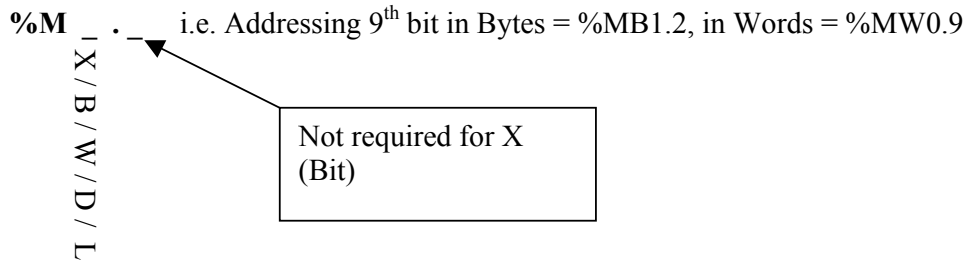 %M _ . _ i.e. Addressing 9th bit in Bytes = %MB1.2, in Words = %MW0.9
X / B / W / D / L
Not required for X
(Bit)